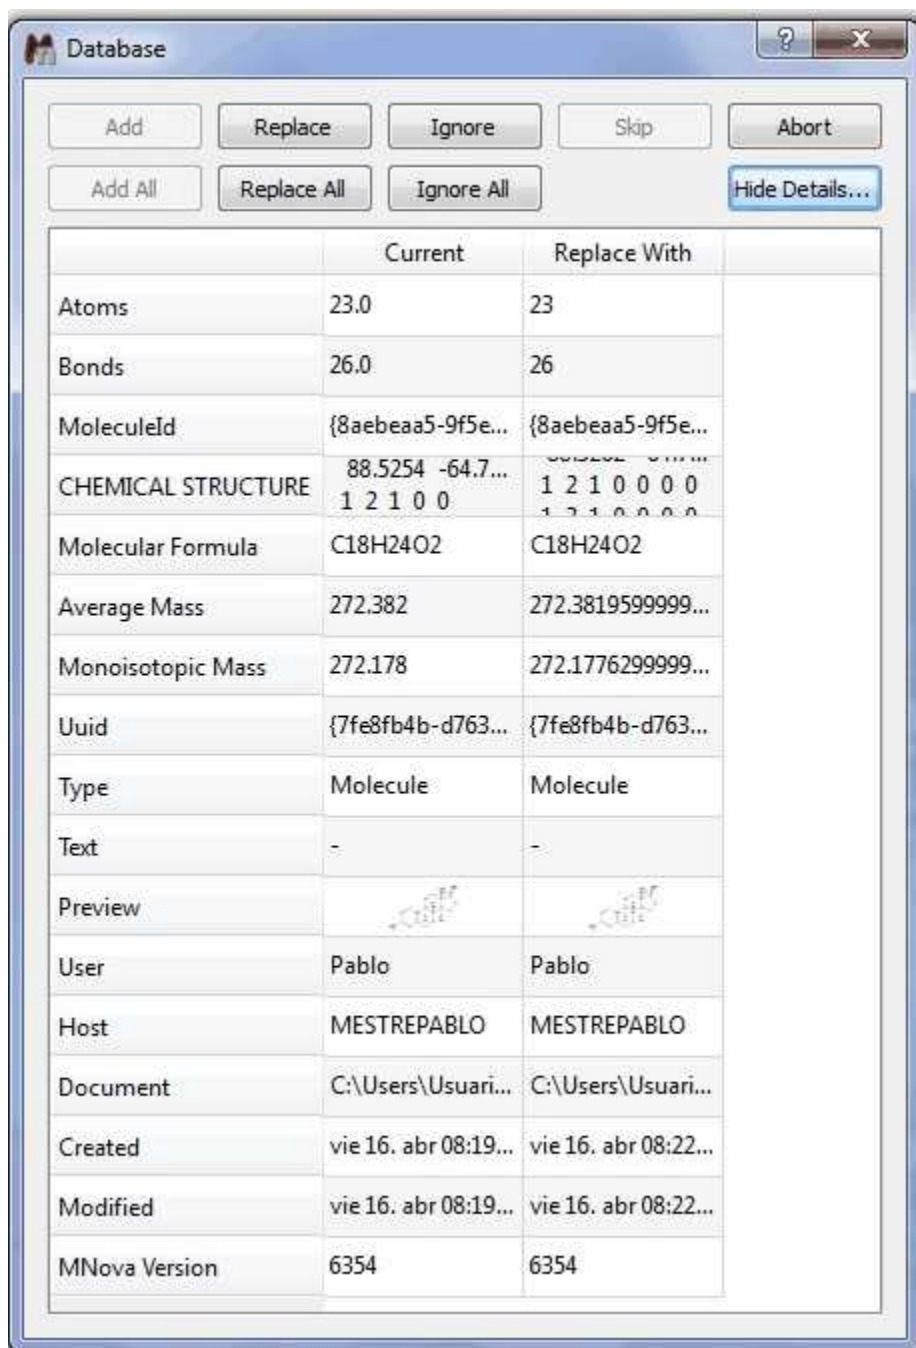 Database
Add Replace Ignore Skip Abort
Add All Replace All Ignore All Hide Details...
Current Replace With
Atoms 23.0 23
Bonds 26.0 26
MoleculeId {8aebeaa5-9f5e... {8aebeaa5-9f5e...
CHEMICAL STRUCTURE 88.5254 -64.7...
1 2 1 0 0 1 2 1 0 0 0 0
Molecular Formula C18H24O2 C18H24O2
Average Mass 272.382 272.3819599999...
Monoisotopic Mass 272.178 272.1776299999...
Uuid {7fe8fb4b-d763... {7fe8fb4b-d763...
Type Molecule Molecule
Text - -
Preview
User Pablo Pablo
Host MESTREPABLO MESTREPABLO
Document C:\Users\Usuari... C:\Users\Usuari...
Created vie 16. abr 08:19... vie 16. abr 08:22...
Modified vie 16. abr 08:19... vie 16. abr 08:22...
MNova Version 6354 6354